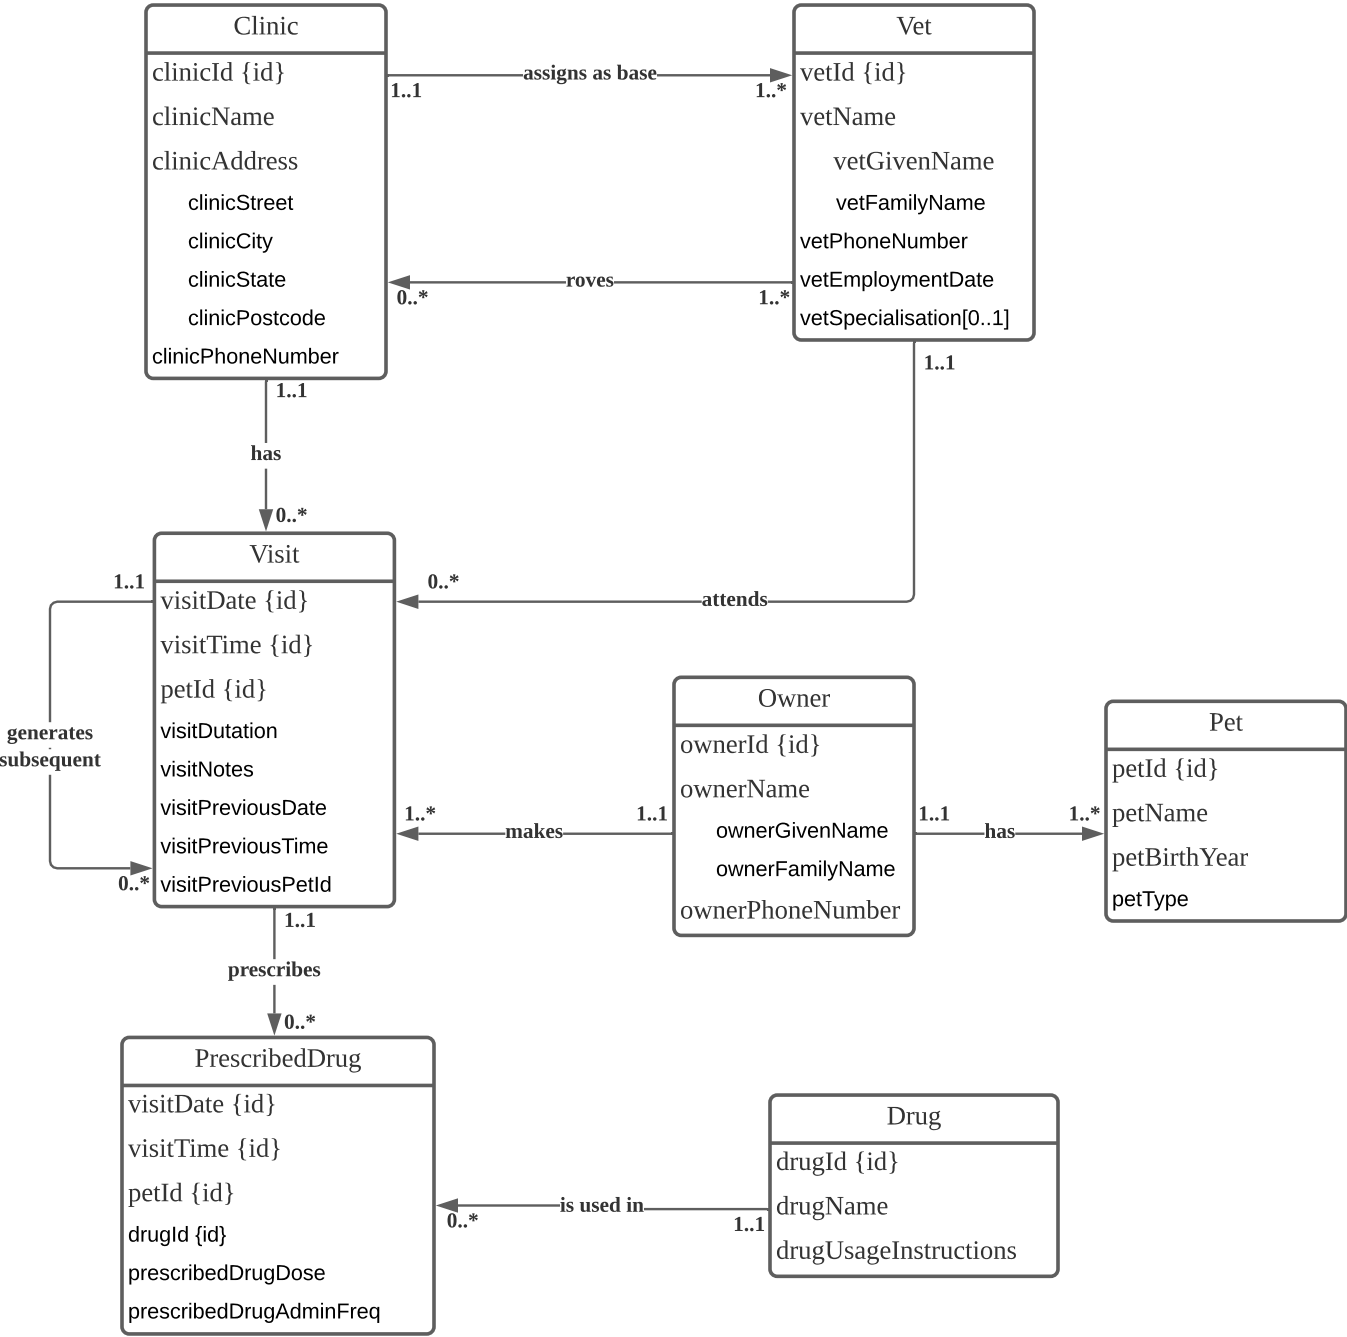 Clinic
clinicId {id}
clinicName
clinicAddress
clinicStreet
clinicCity
clinicState
clinicPostcode
clinicPhoneNumber
Vet
vetId {id}
vetName
vetGivenName
vetFamilyName
vetPhoneNumber
vetEmploymentDate
vetSpecialisation[0..1]
assigns as base
1..1
1..*
roves
0..*
1..*
1..1
has
0..*
1..1
attends
0..*
Visit
visitDate {id}
visitTime {id}
petId {id}
visitDutation
visitNotes
visitPreviousDate
visitPreviousTime
visitPreviousPetId
1..1
generates
subsequent
0..*
Owner
ownerId {id}
ownerName
ownerGivenName
ownerFamilyName
ownerPhoneNumber
1..*
makes
1..1
1..1
has
1..*
Pet
petId {id}
petName
petBirthYear
petType
1..1
prescribes
0..*
PrescribedDrug
visitDate {id}
visitTime {id}
petId {id}
drugId {id}
prescribedDrugDose
prescribedDrugAdminFreq
0..*
is used in
1..1
Drug
drugId {id}
drugName
drugUsageInstructions